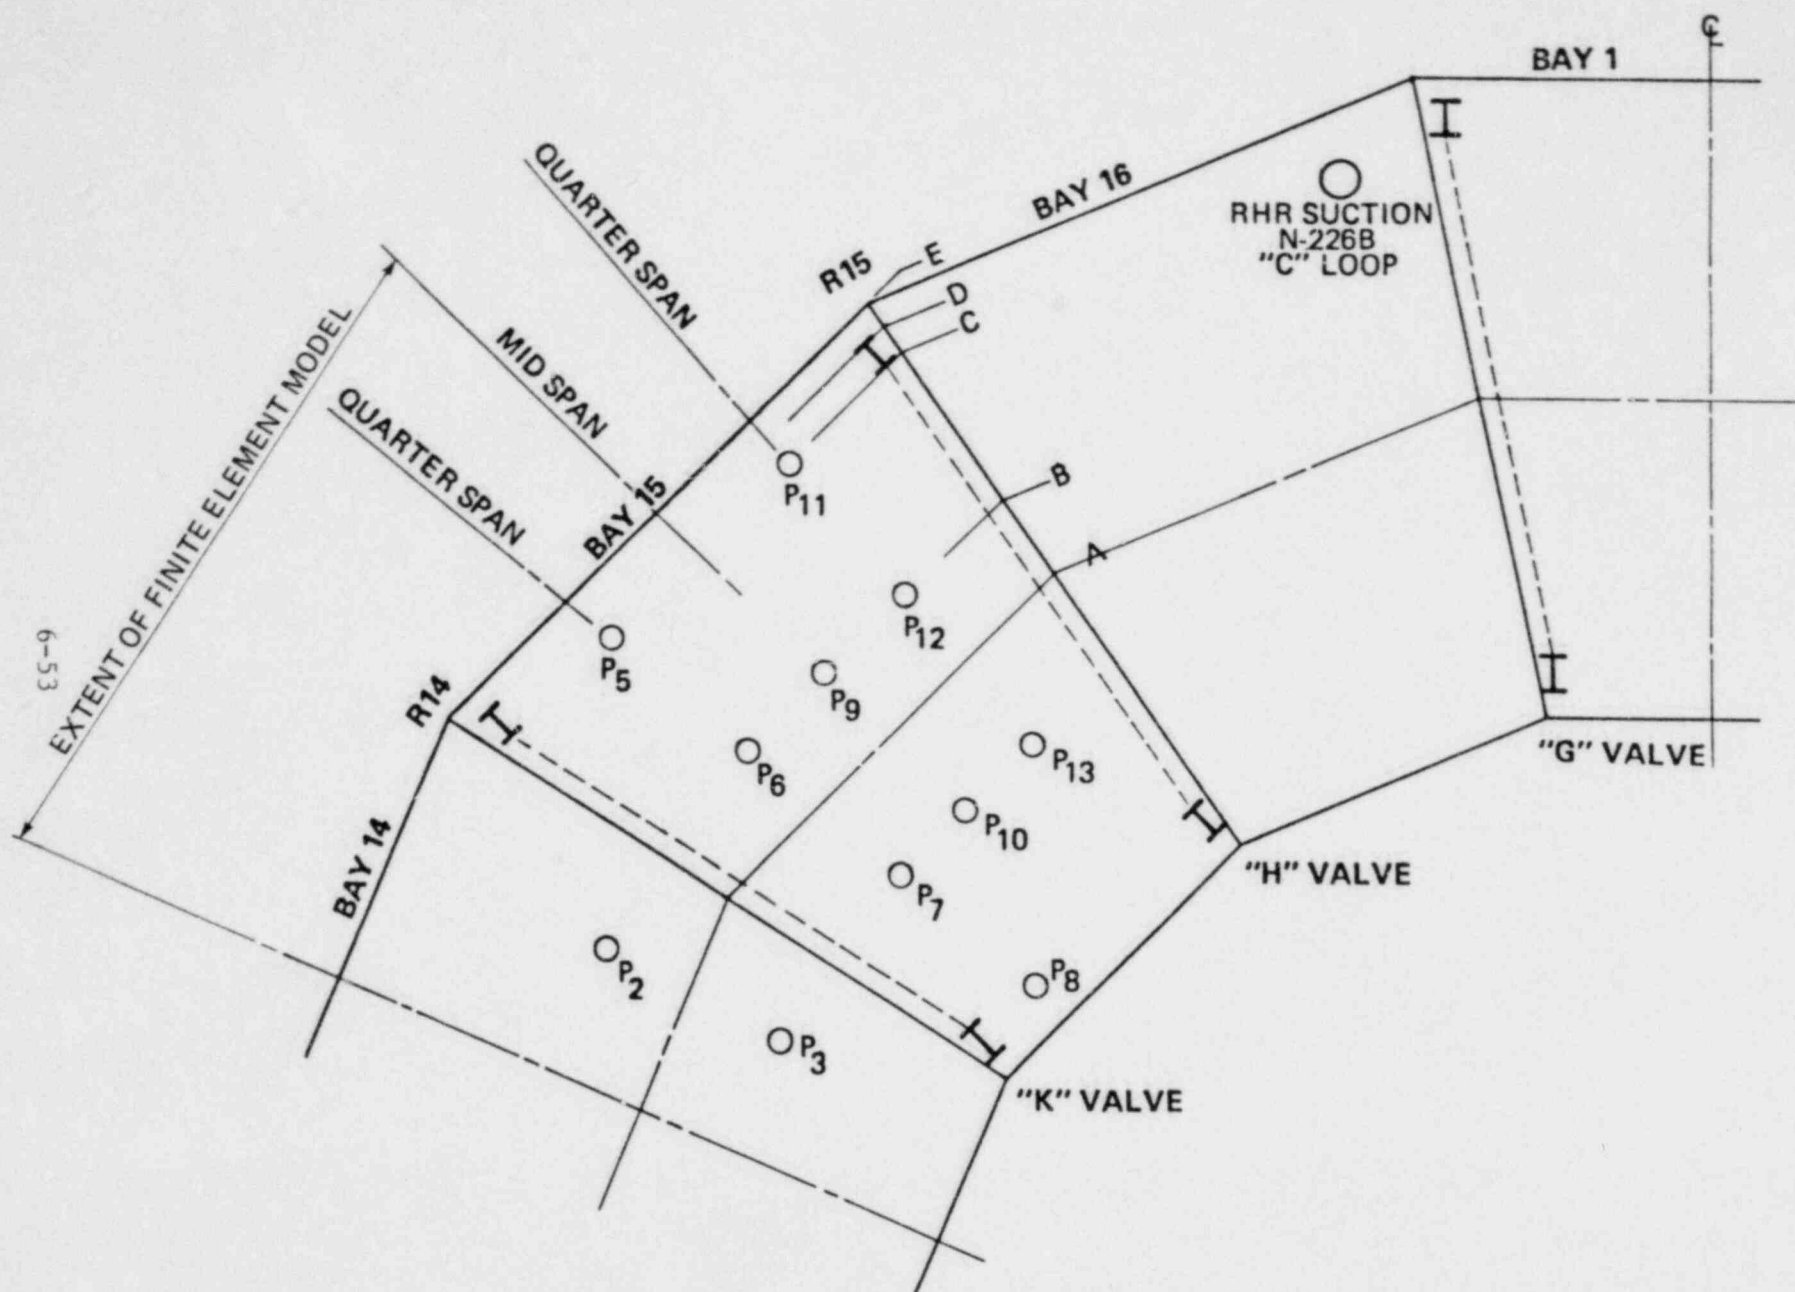 ℄
BAY 1
BAY 16
RHR SUCTION
N-226B
"C" LOOP
QUARTER SPAN
R15
E
D
C
MID SPAN
QUARTER SPAN
EXTENT OF FINITE ELEMENT MODEL
BAY 15
B
A
P11
P12
P5
P9
R14
P6
P13
P10
P7
"G" VALVE
"H" VALVE
BAY 14
P2
P8
P3
"K" VALVE
6-53